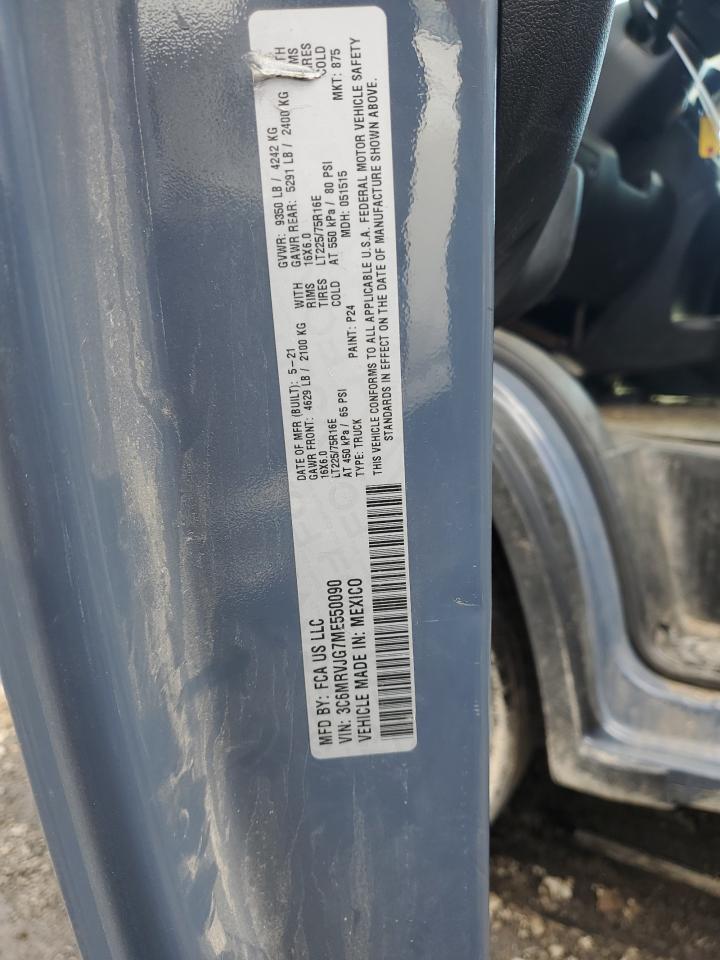 MFD BY: FCA US LLC
VIN: 3C6MRVJG7ME550090
VEHICLE MADE IN: MEXICO
DATE OF MFR (BUILT): 5-21 GVWR: 9350 LB / 4242 KG
GAWR FRONT: 4629 LB / 2100 KG WITH GAWR REAR: 5291 LB / 2400 KG
16X6.0 RIMS 16X6.0
LT225/75R16E TIRES LT225/75R16E
AT 450 kPa / 65 PSI COLD AT 550 kPa / 80 PSI COLD
TYPE: TRUCK PAINT: P24 MDH: 051515 MKT: 875
THIS VEHICLE CONFORMS TO ALL APPLICABLE U.S.A. FEDERAL MOTOR VEHICLE SAFETY
STANDARDS IN EFFECT ON THE DATE OF MANUFACTURE SHOWN ABOVE.